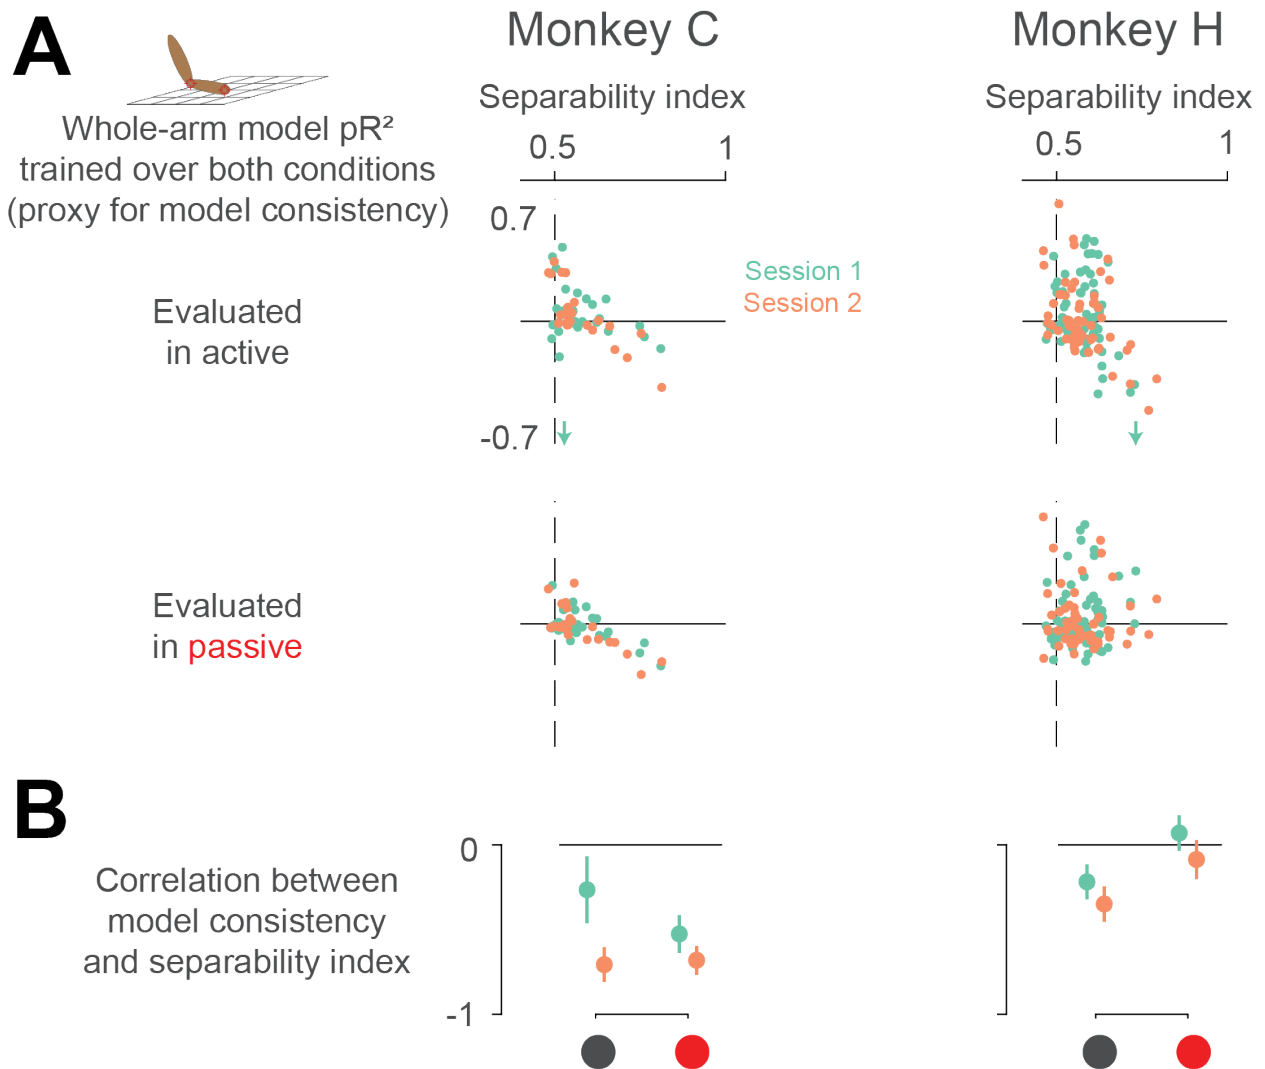 A
Monkey C
Monkey H
Separability index
Separability index
0.5
1
0.5
1
Whole-arm model pR²
trained over both conditions
(proxy for model consistency)
0.7
Session 1
Session 2
Evaluated
in active
-0.7
Evaluated
in passive
B
0
Correlation between
model consistency
and separability index
-1